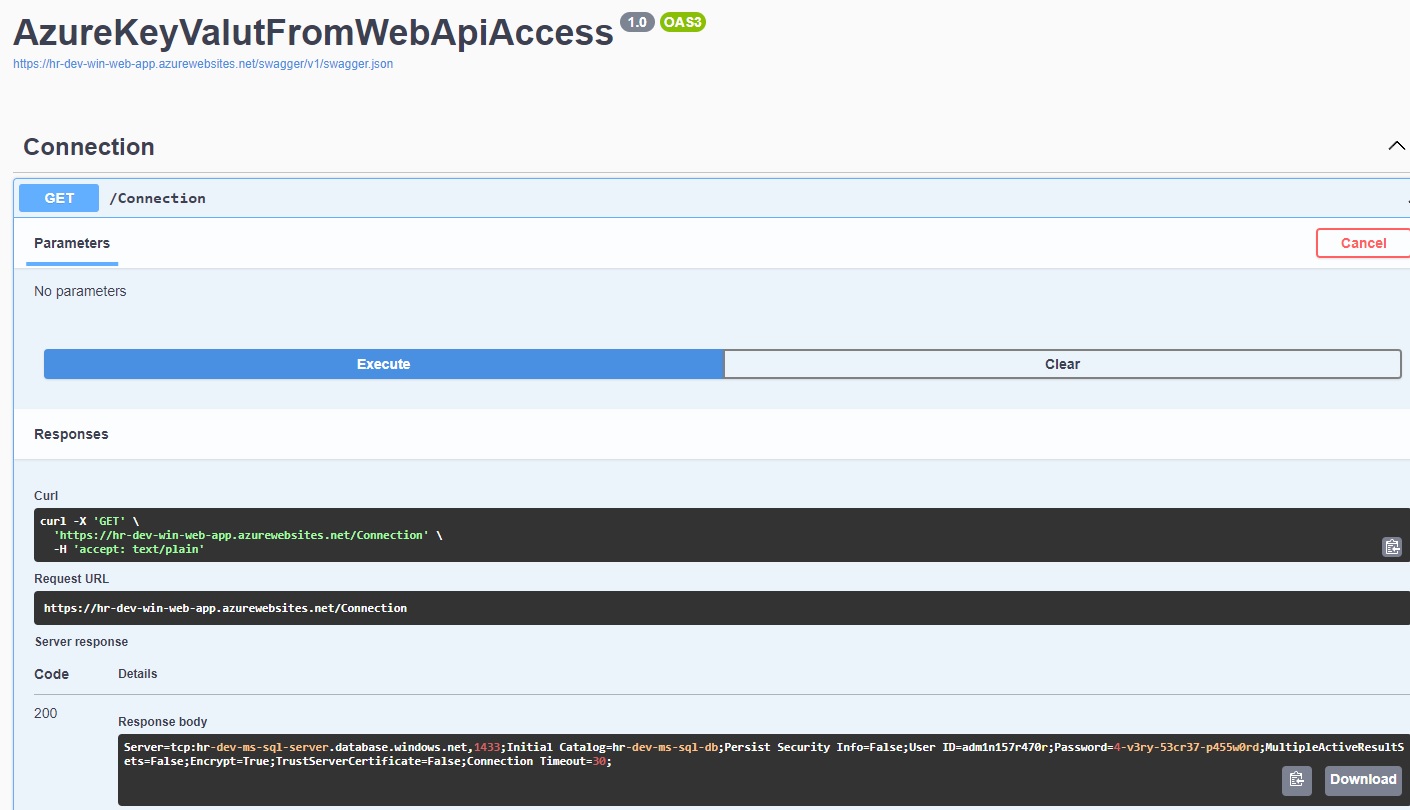 AzureKeyValutFromWebApiAccess 1.0 OAS3
https://hr-dev-win-web-app.azurewebsites.net/swagger/v1/swagger.json
Connection
GET /Connection
Parameters
Cancel
No parameters
Execute
Clear
Responses
Curl
curl -X 'GET' \
'https://hr-dev-win-web-app.azurewebsites.net/Connection' \
-H 'accept: text/plain'
Request URL
https://hr-dev-win-web-app.azurewebsites.net/Connection
Server response
Code Details
200
Response body
Server=tcp:hr-dev-ms-sql-server.database.windows.net,1433;Initial Catalog=hr-dev-ms-sql-db;Persist Security Info=False;User ID=adm1n157r470r;Password=4-v3ry-53cr37-p455w0rd;MultipleActiveResultS
ets=False;Encrypt=True;TrustServerCertificate=False;Connection Timeout=30;
Download